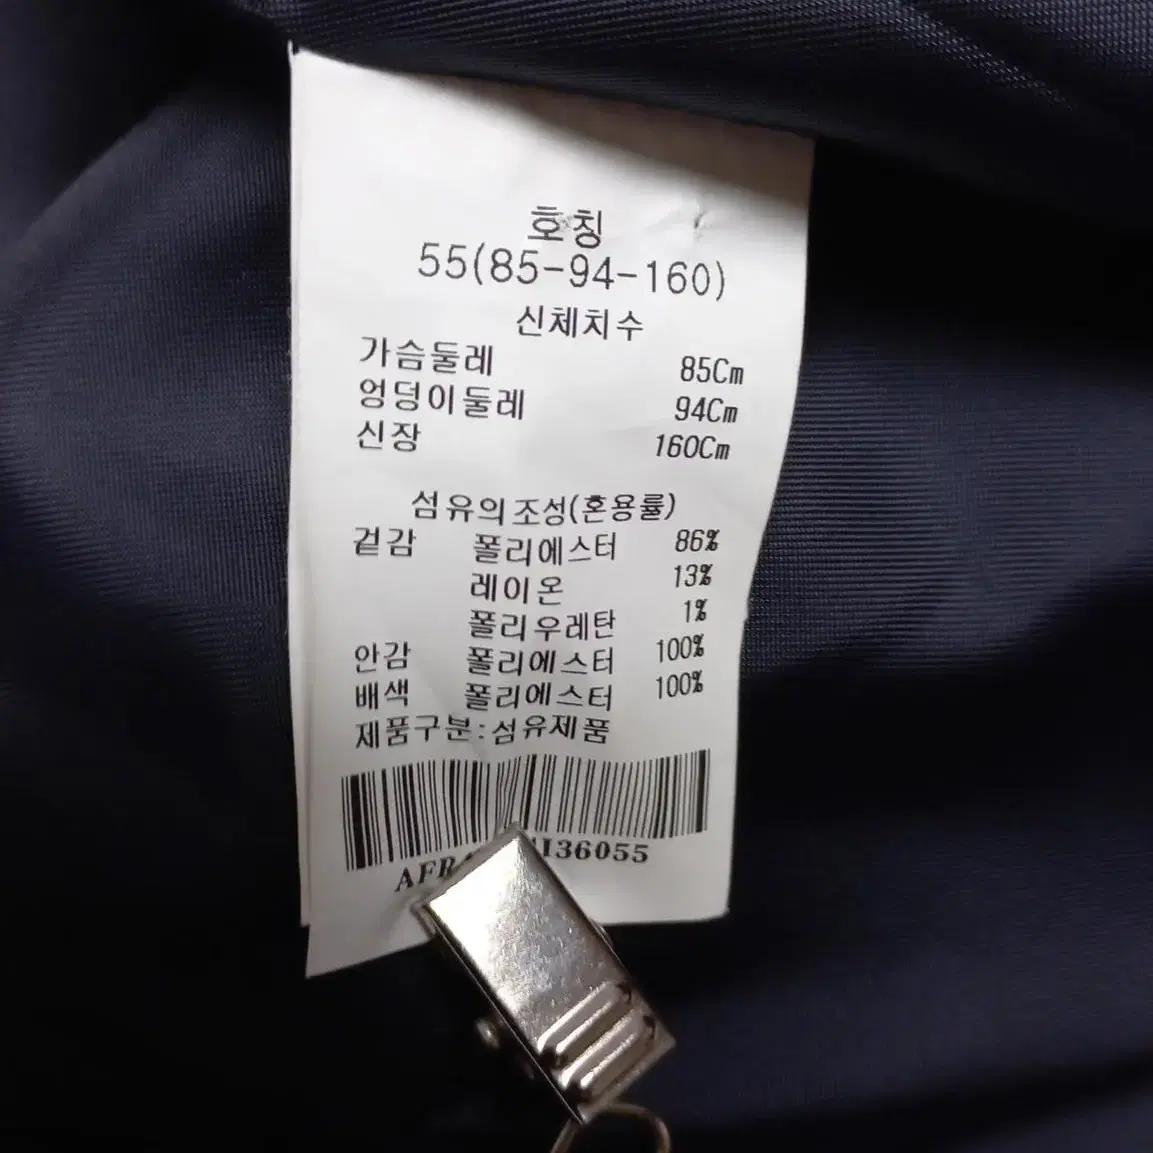 호칭
55(85-94-160)
신체치수
가슴둘레 85Cm
엉덩이둘레 94Cm
신장 160Cm
섬유의조성(혼용률)
겉감 폴리에스터 86%
레이온 13%
폴리우레탄 1%
안감 폴리에스터 100%
배색 폴리에스터 100%
제품구분:섬유제품